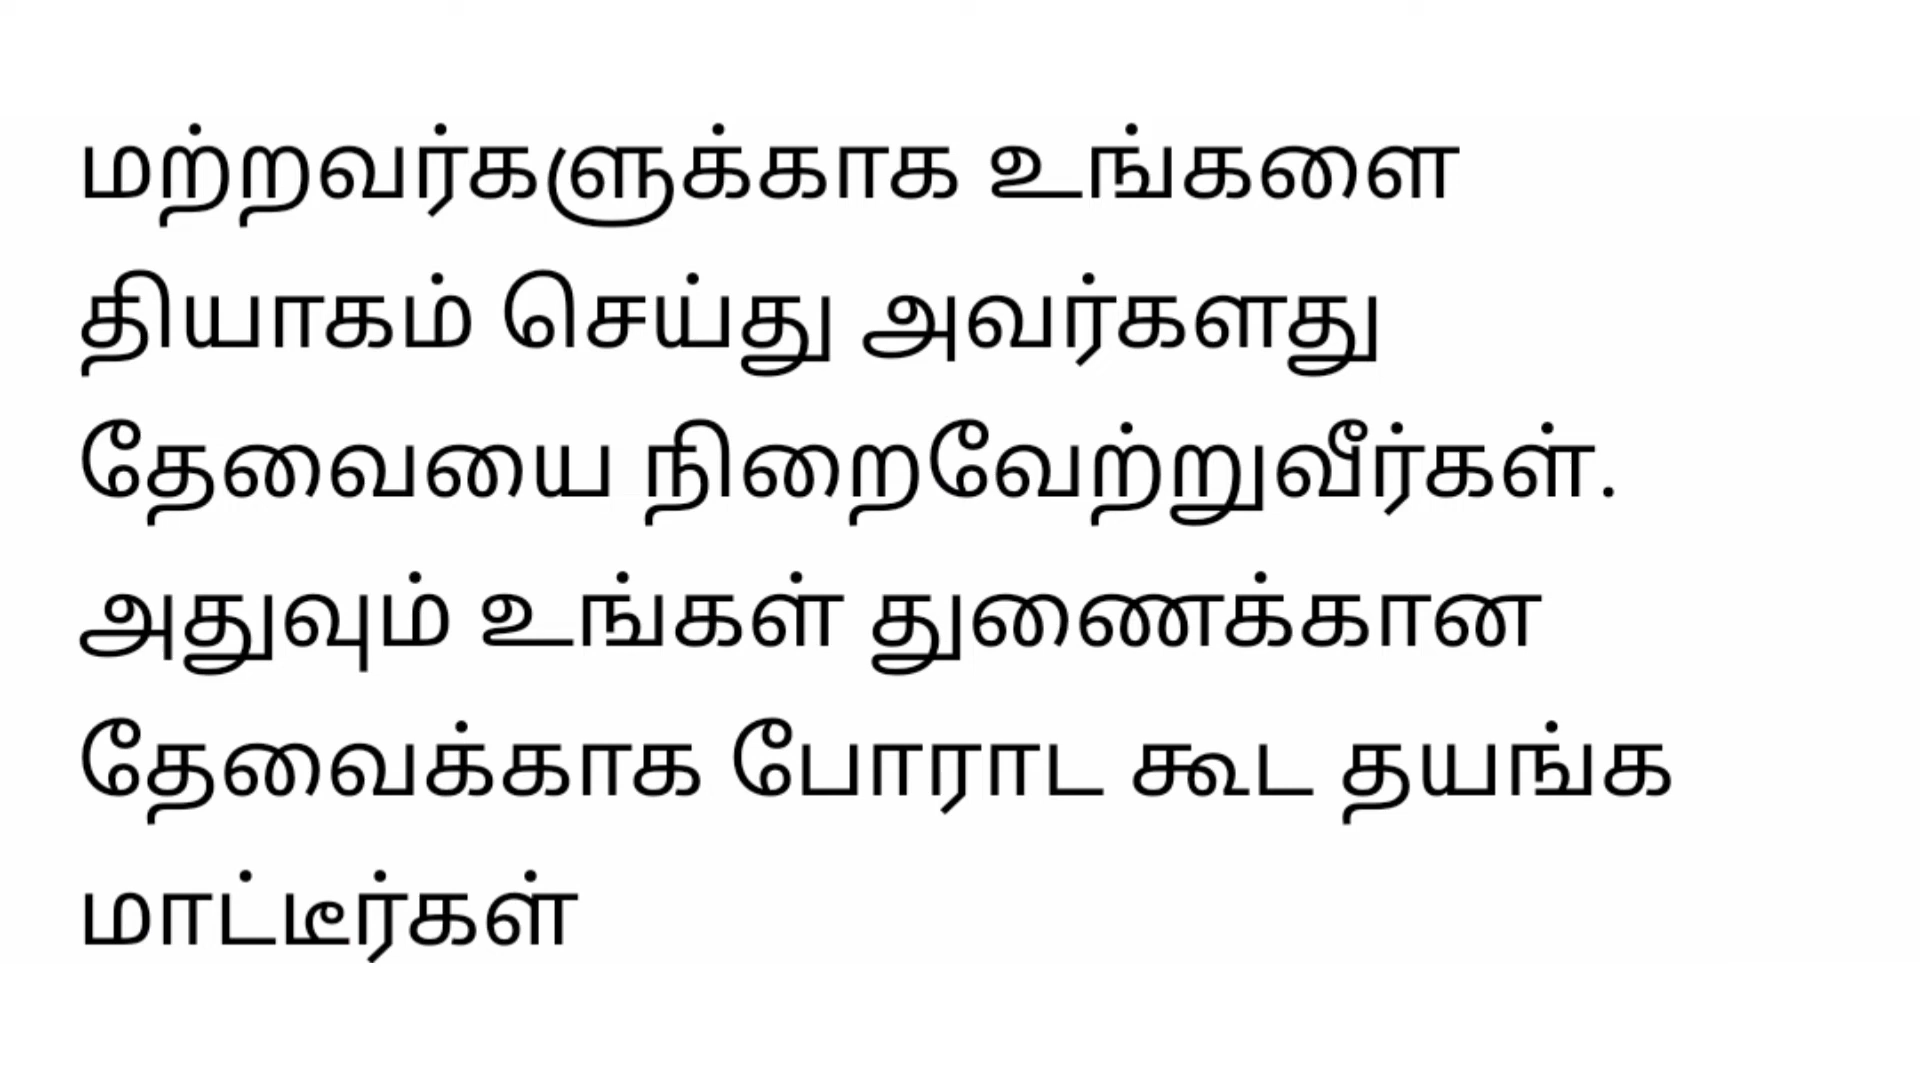 மற்றவர்களுக்காக உங்களை
தியாகம் செய்து அவர்களது
தேவையை நிறைவேற்றுவீர்கள்.
அதுவும் உங்கள் துணைக்கான
தேவைக்காக போராட கூட தயங்க
மாட்டீர்கள்